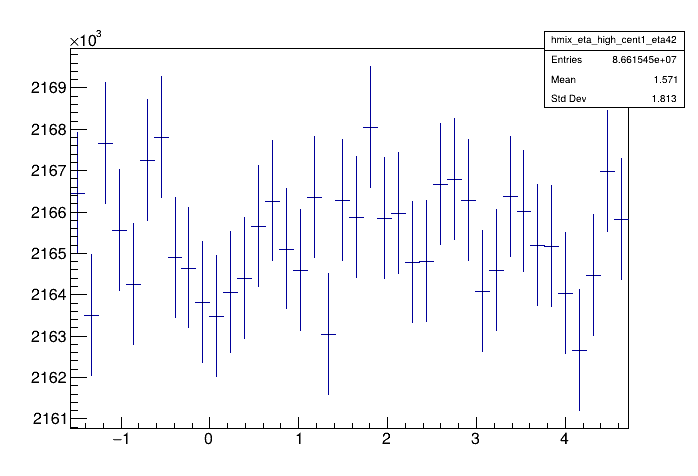 ×10³
hmix_eta_high_cent1_eta42
Entries 8.661545e+07
Mean 1.571
Std Dev 1.813
2169
2168
2167
2166
2165
2164
2163
2162
2161
−1 0 1 2 3 4